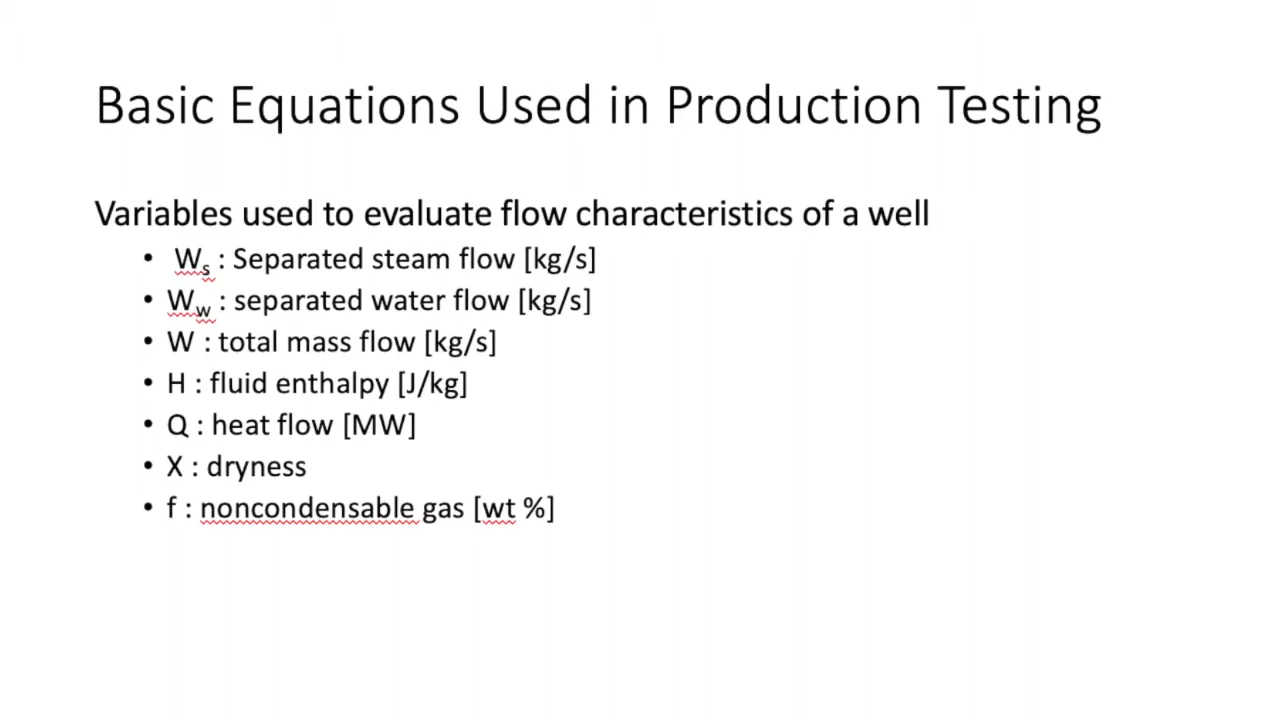 Basic Equations Used in Production Testing
Variables used to evaluate flow characteristics of a well
• Ws : Separated steam flow [kg/s]
• Ww : separated water flow [kg/s]
• W : total mass flow [kg/s]
• H : fluid enthalpy [J/kg]
• Q : heat flow [MW]
• X : dryness
• f : noncondensable gas [wt %]